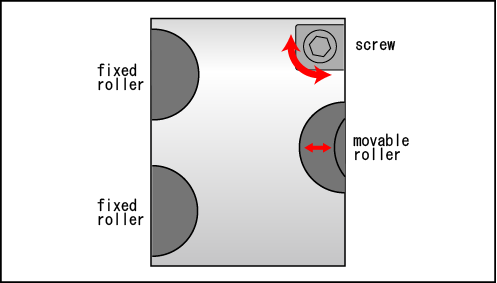 screw
fixed
roller
movable
roller
fixed
roller